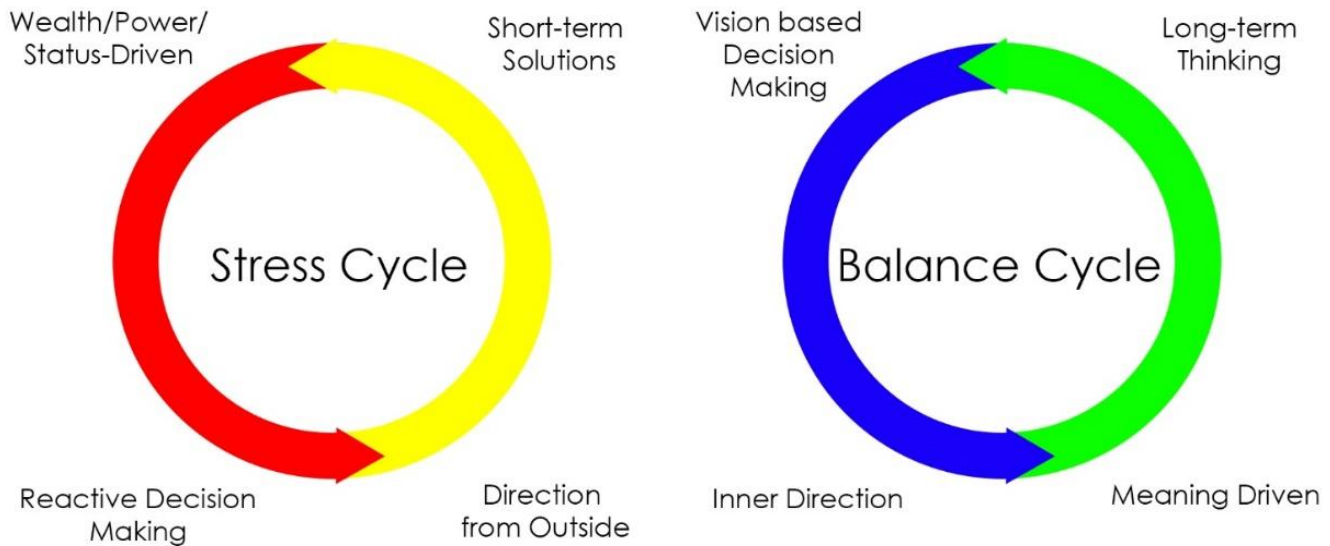 Wealth/Power/
Status-Driven
Short-term
Solutions
Stress Cycle
Reactive Decision
Making
Direction
from Outside
Vision based
Decision
Making
Long-term
Thinking
Balance Cycle
Inner Direction
Meaning Driven